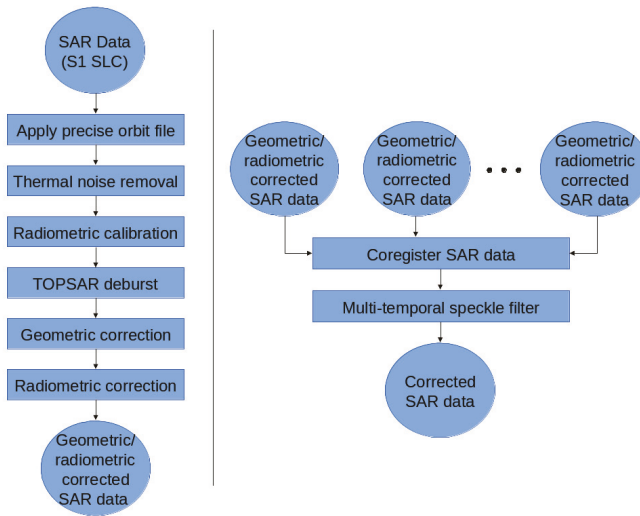 SAR Data
(S1 SLC)
Apply precise orbit file
Thermal noise removal
Radiometric calibration
TOPSAR deburst
Geometric correction
Radiometric correction
Geometric/
radiometric
corrected
SAR data
Geometric/
radiometric
corrected
SAR data
Geometric/
radiometric
corrected
SAR data
Geometric/
radiometric
corrected
SAR data
Coregister SAR data
Multi-temporal speckle filter
Corrected
SAR data